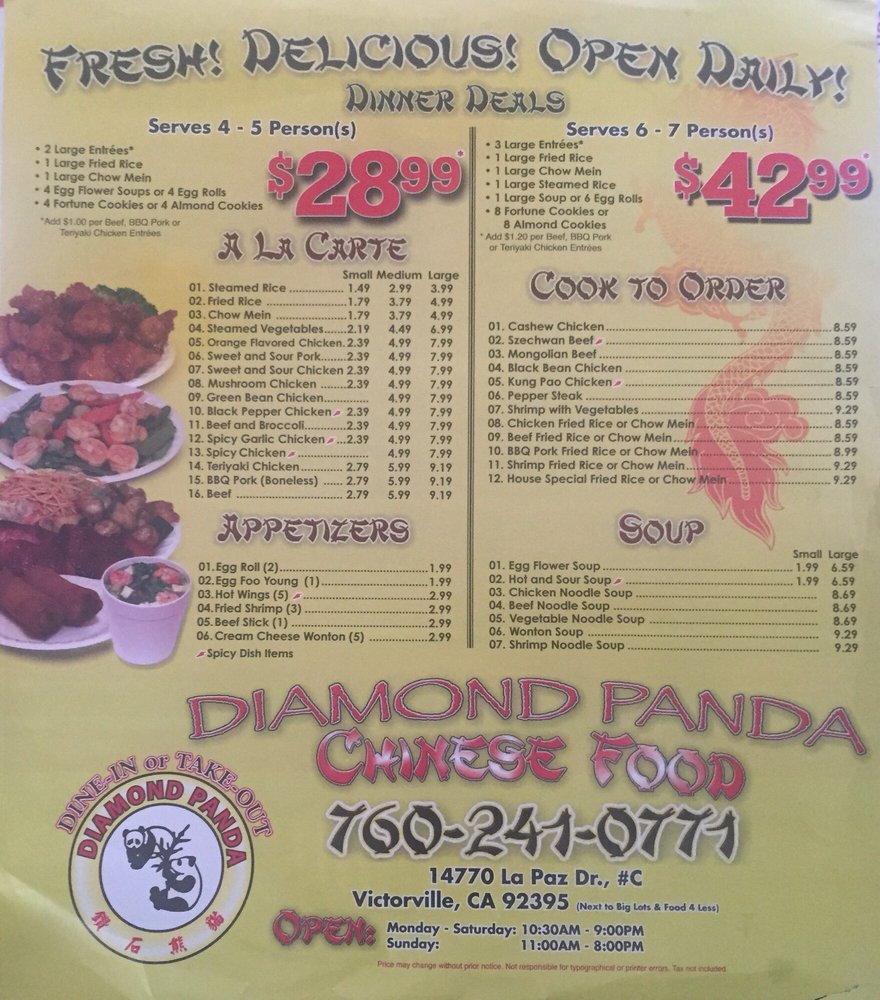 FRESH! DELICIOUS! OPEN DAILY!
DINNER DEALS
Serves 4 - 5 Person(s)
• 2 Large Entrées*
• 1 Large Fried Rice
• 1 Large Chow Mein
• 4 Egg Flower Soups or 4 Egg Rolls
• 4 Fortune Cookies or 4 Almond Cookies
$28.99*
*Add $1.00 per Beef, BBQ Pork or
Teriyaki Chicken Entrées
Serves 6 - 7 Person(s)
• 3 Large Entrées*
• 1 Large Fried Rice
• 1 Large Chow Mein
• 1 Large Steamed Rice
• 1 Large Soup or 6 Egg Rolls
• 8 Fortune Cookies or
8 Almond Cookies
$42.99*
*Add $1.20 per Beef, BBQ Pork
or Teriyaki Chicken Entrées
A LA CARTE
Small Medium Large
01. Steamed Rice 1.49 2.99 3.99
02. Fried Rice 1.79 3.79 4.99
03. Chow Mein 1.79 3.79 4.99
04. Steamed Vegetables 2.19 4.49 6.99
05. Orange Flavored Chicken. 2.39 4.99 7.99
06. Sweet and Sour Pork 2.39 4.99 7.99
07. Sweet and Sour Chicken 2.39 4.99 7.99
08. Mushroom Chicken 2.39 4.99 7.99
09. Green Bean Chicken 4.99 7.99
10. Black Pepper Chicken 2.39 4.99 7.99
11. Beef and Broccoli 2.39 4.99 7.99
12. Spicy Garlic Chicken 2.39 4.99 7.99
13. Spicy Chicken 4.99 7.99
14. Teriyaki Chicken 2.79 5.99 9.19
15. BBQ Pork (Boneless) 2.79 5.99 9.19
16. Beef 2.79 5.99 9.19
COOK TO ORDER
01. Cashew Chicken 8.59
02. Szechwan Beef 8.59
03. Mongolian Beef 8.59
04. Black Bean Chicken 8.59
05. Kung Pao Chicken 8.59
06. Pepper Steak 8.59
07. Shrimp with Vegetables 9.29
08. Chicken Fried Rice or Chow Mein 8.59
09. Beef Fried Rice or Chow Mein 8.59
10. BBQ Pork Fried Rice or Chow Mein 8.99
11. Shrimp Fried Rice or Chow Mein 9.29
12. House Special Fried Rice or Chow Mein 9.29
APPETIZERS
01. Egg Roll (2) 1.99
02. Egg Foo Young (1) 1.99
03. Hot Wings (5) 2.99
04. Fried Shrimp (3) 2.99
05. Beef Stick (1) 2.99
06. Cream Cheese Wonton (5) 2.99
Spicy Dish Items
SOUP
Small Large
01. Egg Flower Soup 1.99 6.59
02. Hot and Sour Soup 1.99 6.59
03. Chicken Noodle Soup 8.69
04. Beef Noodle Soup 8.69
05. Vegetable Noodle Soup 8.69
06. Wonton Soup 9.29
07. Shrimp Noodle Soup 9.29
DIAMOND PANDA
CHINESE FOOD
760-241-0771
14770 La Paz Dr., #C
Victorville, CA 92395 (Next to Big Lots & Food 4 Less)
OPEN: Monday - Saturday: 10:30AM - 9:00PM
Sunday: 11:00AM - 8:00PM
Price may change without prior notice. Not responsible for typographical or printer errors. Tax not included.
DINE-IN or TAKE-OUT
DIAMOND PANDA
鑽石熊貓